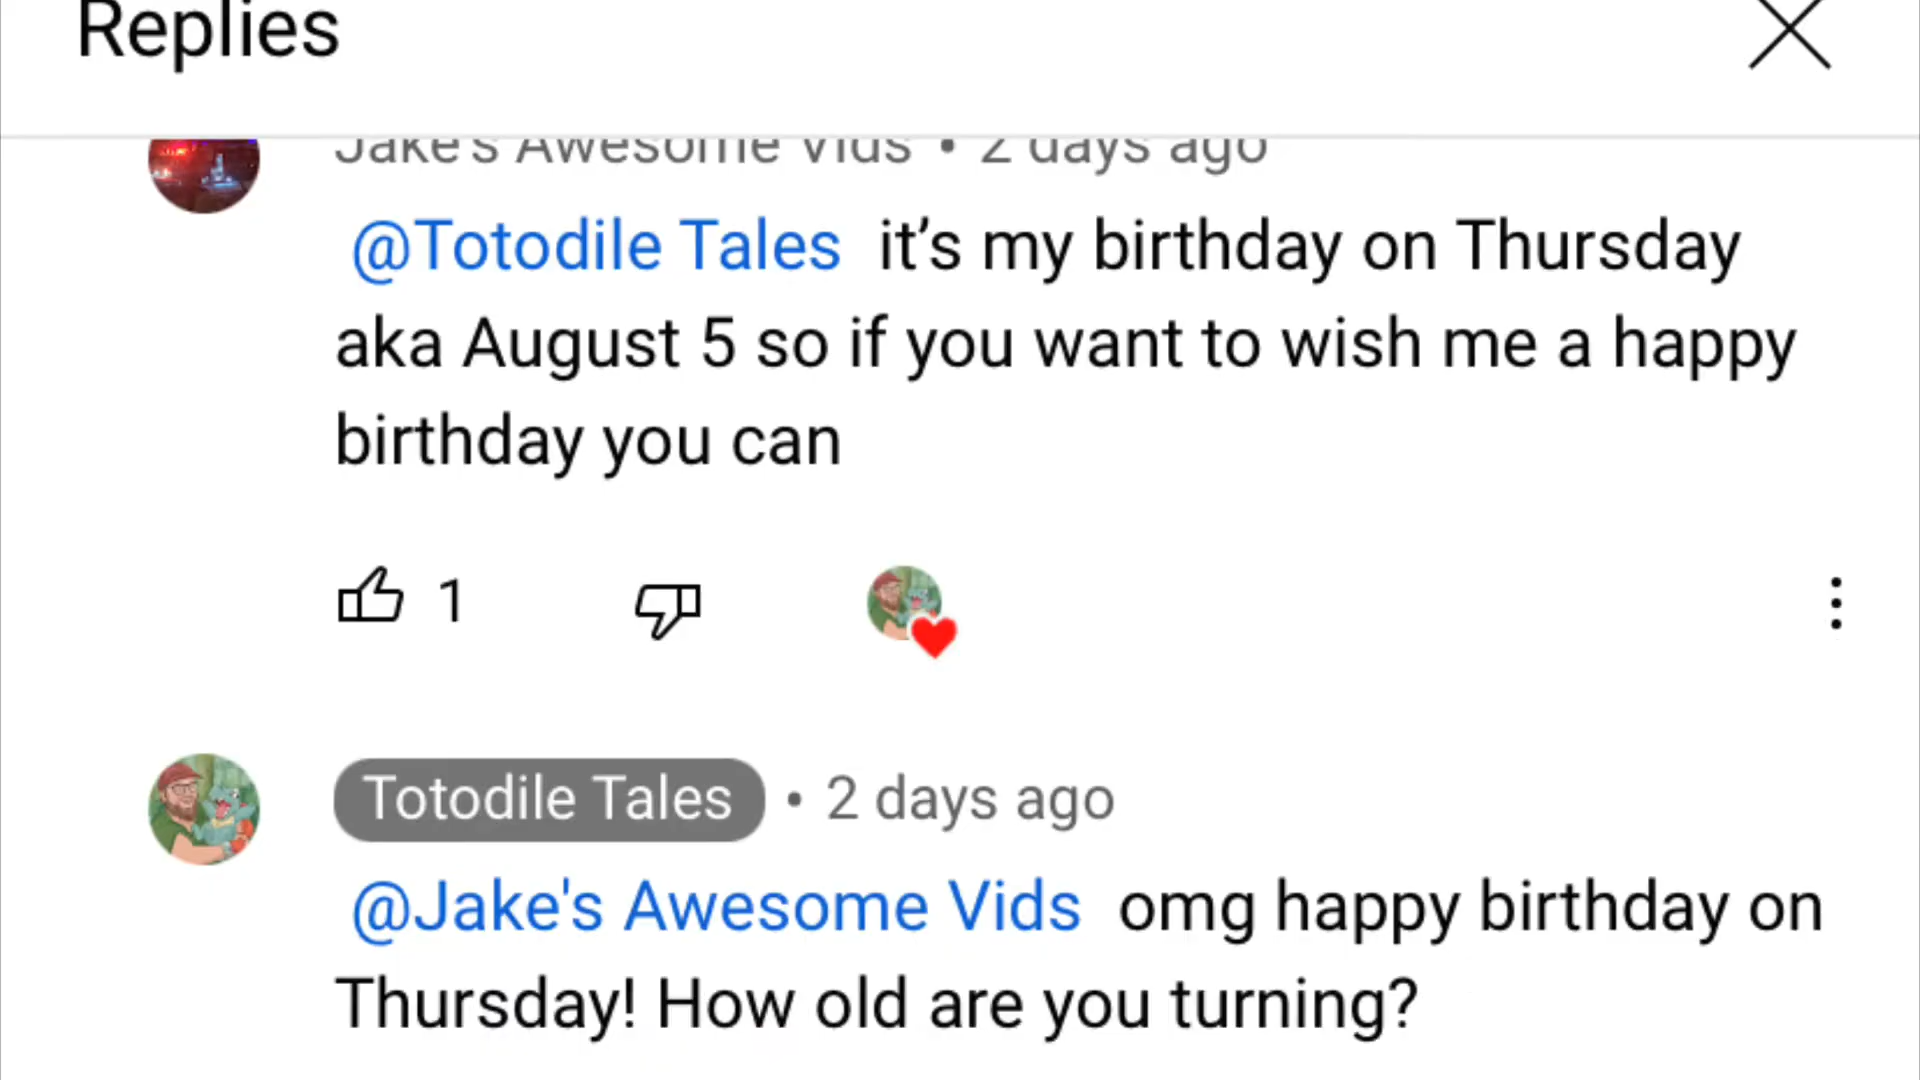 Replies
Jake's Awesome Vids • 2 days ago
@Totodile Tales it’s my birthday on Thursday
aka August 5 so if you want to wish me a happy
birthday you can
1
Totodile Tales • 2 days ago
@Jake's Awesome Vids omg happy birthday on
Thursday! How old are you turning?